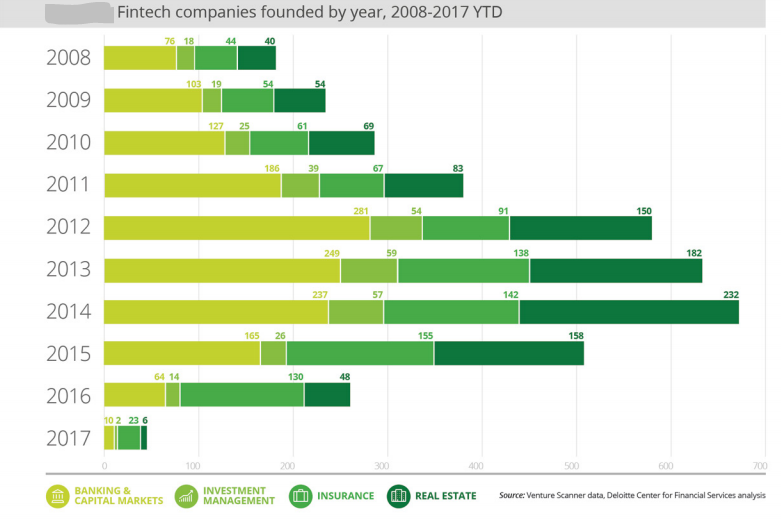 Fintech companies founded by year, 2008-2017 YTD
76 18 44 40
2008
103 19 54 54
2009
127 25 61 69
2010
186 39 67 83
2011
281 54 91 150
2012
249 59 138 182
2013
237 57 142 232
2014
165 26 155 158
2015
64 14 130 48
2016
10 2 23 6
2017
0 100 200 300 400 500 600 700
BANKING &
CAPITAL MARKETS
INVESTMENT
MANAGEMENT
INSURANCE
REAL ESTATE
Source: Venture Scanner data, Deloitte Center for Financial Services analysis